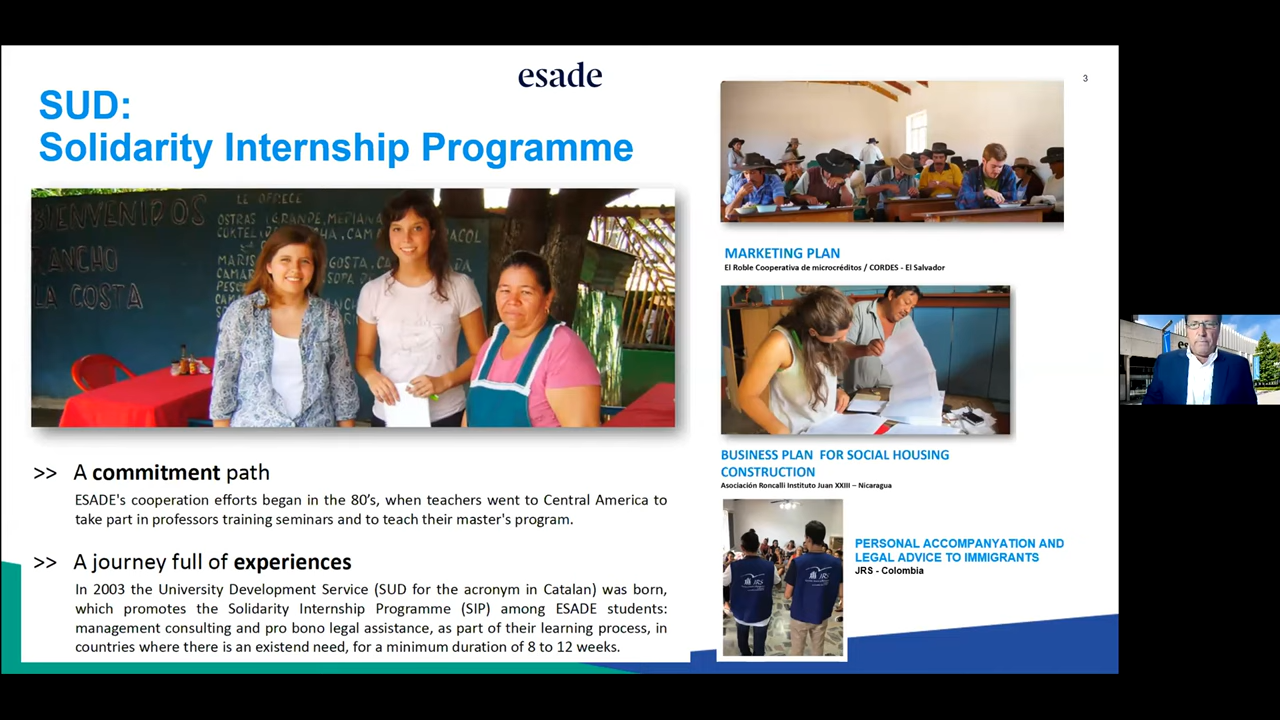 esade
3
SUD:
Solidarity Internship Programme
BIENVENIDOS
RANCHO
LA COSTA
LE OFRECE
OSTRAS
>> A commitment path
ESADE's cooperation efforts began in the 80's, when teachers went to Central America to
take part in professors training seminars and to teach their master's program.
>> A journey full of experiences
In 2003 the University Development Service (SUD for the acronym in Catalan) was born,
which promotes the Solidarity Internship Programme (SIP) among ESADE students:
management consulting and pro bono legal assistance, as part of their learning process, in
countries where there is an existend need, for a minimum duration of 8 to 12 weeks.
MARKETING PLAN
El Roble Cooperativa de microcréditos / CORDES - El Salvador
BUSINESS PLAN FOR SOCIAL HOUSING
CONSTRUCTION
Asociación Roncalli Instituto Juan XXIII – Nicaragua
JRS
JRS
PERSONAL ACCOMPANYATION AND
LEGAL ADVICE TO IMMIGRANTS
JRS - Colombia